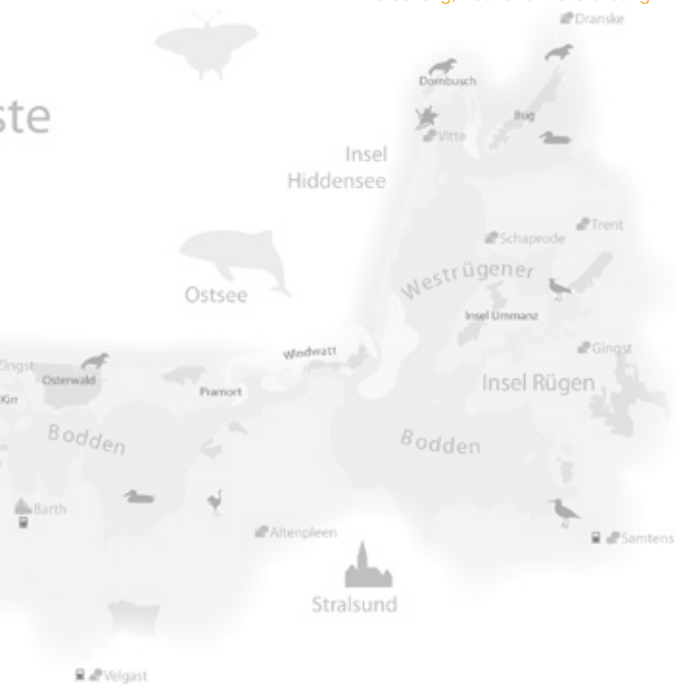 Dranske
Dornbusch
ste
Bug
Vitte
Insel
Hiddensee
Trent
Schaprode
Westrügener
Ostsee
Insel Ummanz
Windwatt
Gingst
Zingst
Osterwald
Insel Rügen
Pramort
Kirr
Bodden
Bodden
Barth
Altenpleen
Samtens
Stralsund
Velgast